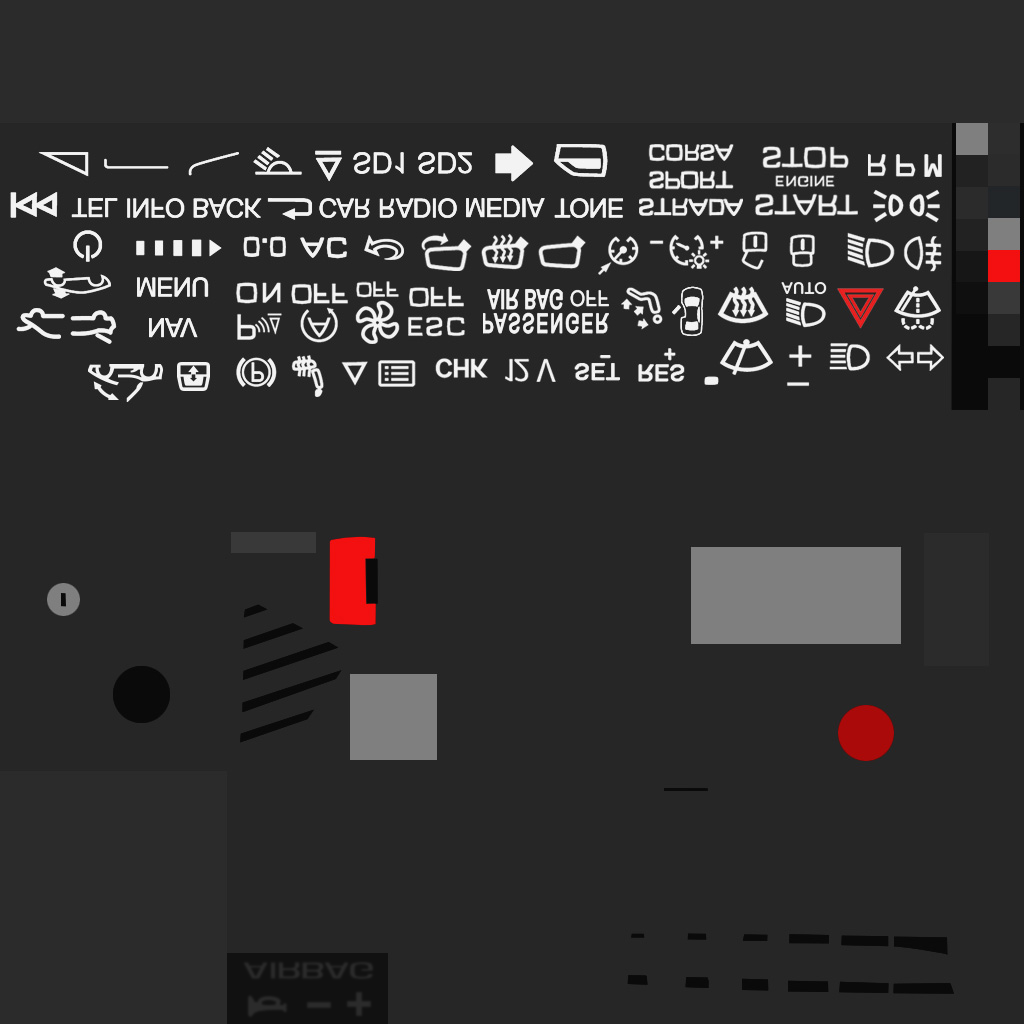 SD1 SD2
CORSA
SPORT
STOP
ENGINE
START
R P M
TEL INFO BACK
CAR RADIO MEDIA TONE
STRADA
0.0 AC
MENU
NAV
ON OFF OFF OFF
P A ESC
AIR BAG OFF
PASSENGER
AUTO
(P)
CHK 12 V SET - RES +
AIRBAG
- +